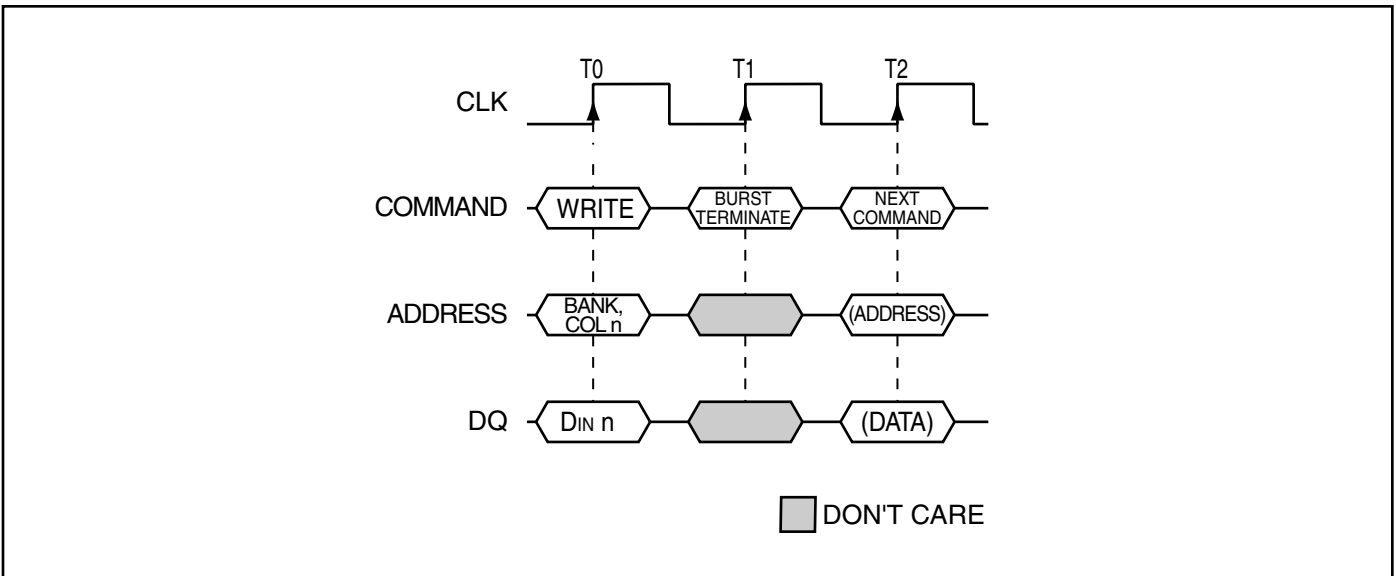 T0 T1 T2
CLK
COMMAND WRITE BURST TERMINATE NEXT COMMAND
ADDRESS BANK, COL n (ADDRESS)
DQ DIN n (DATA)
DON'T CARE